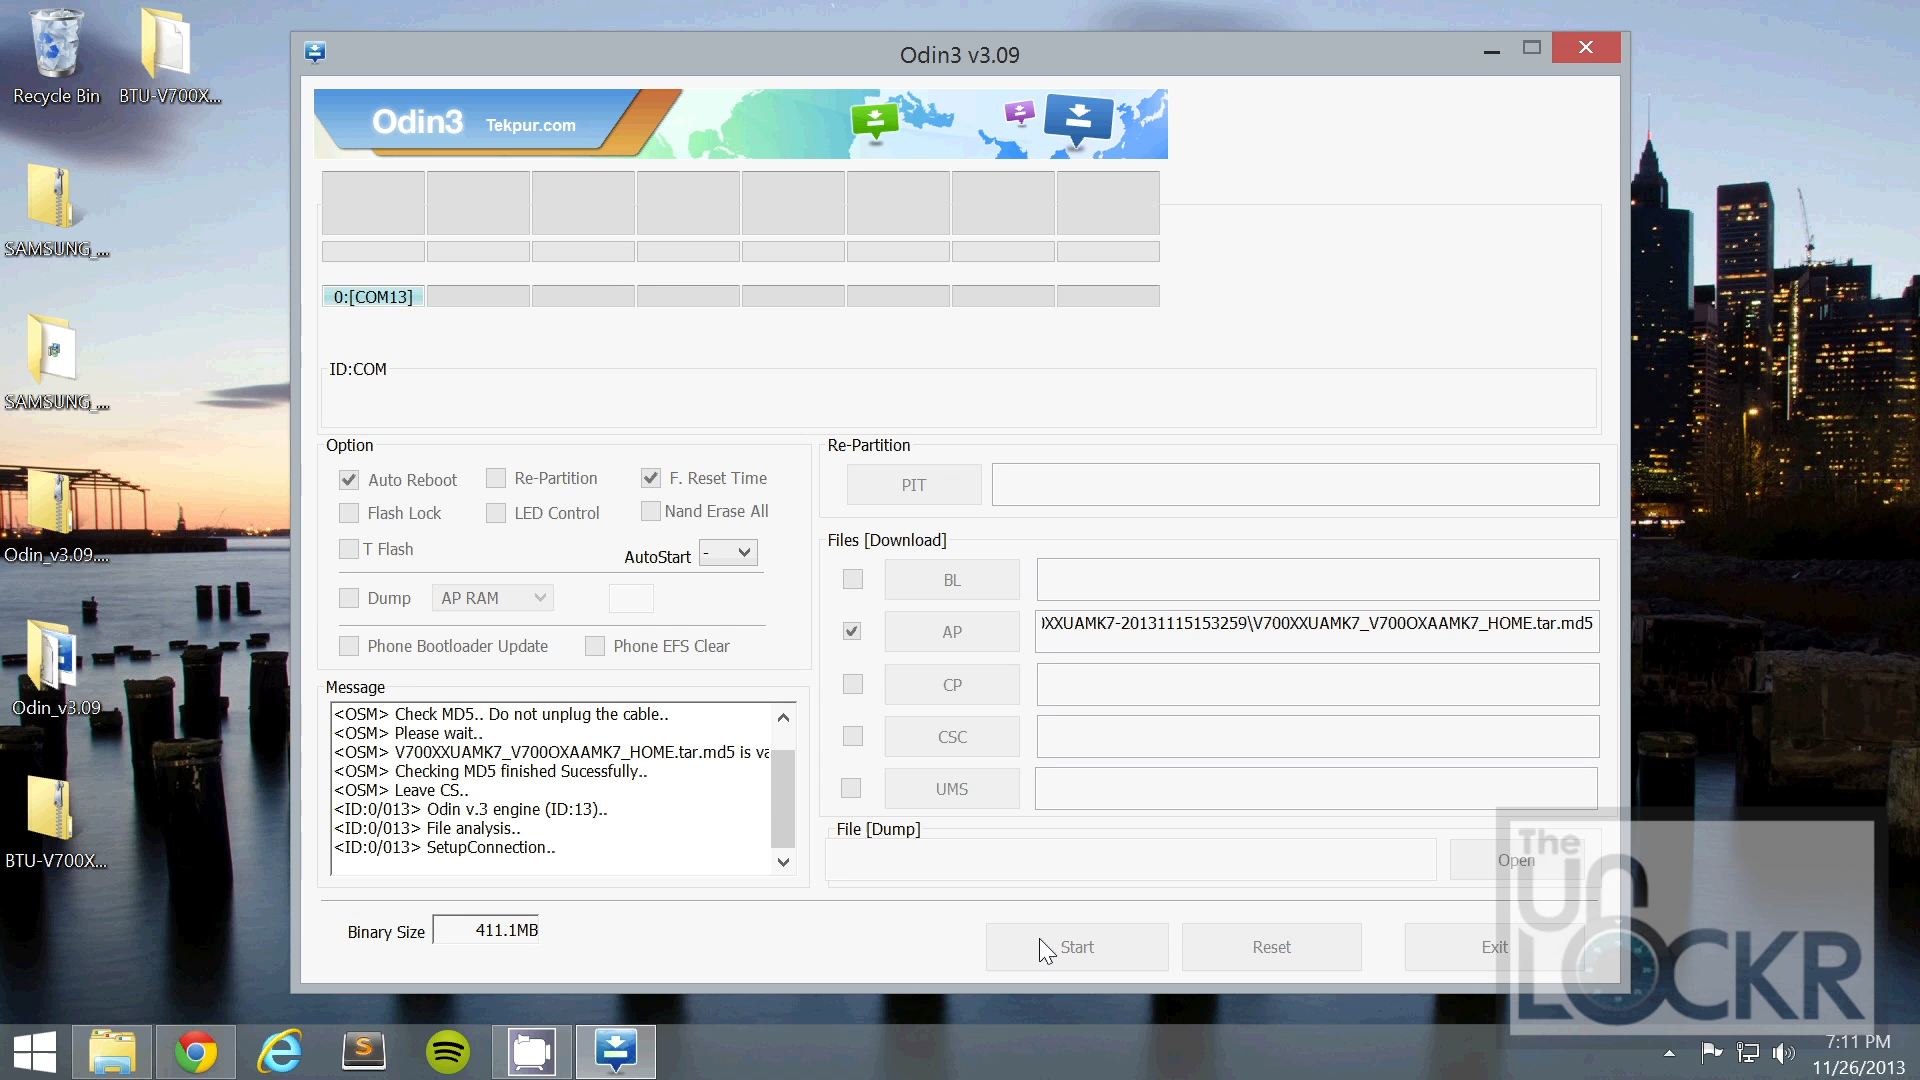 Recycle Bin
BTU-V700X...
SAMSUNG_...
SAMSUNG_...
Odin_v3.09....
Odin_v3.09
BTU-V700X...
Odin3 v3.09
Odin3 Tekpur.com
0:[COM13]
ID:COM
Option
Auto Reboot
Re-Partition
F. Reset Time
Flash Lock
LED Control
Nand Erase All
T Flash
AutoStart -
Dump
AP RAM
Phone Bootloader Update
Phone EFS Clear
Message
<OSM> Check MD5.. Do not unplug the cable..
<OSM> Please wait..
<OSM> V700XXUAMK7_V700OXAAMK7_HOME.tar.md5 is va
<OSM> Checking MD5 finished Sucessfully..
<OSM> Leave CS..
<ID:0/013> Odin v.3 engine (ID:13)..
<ID:0/013> File analysis..
<ID:0/013> SetupConnection..
Binary Size 411.1MB
Re-Partition
PIT
Files [Download]
BL
AP
)XXUAMK7-20131115153259\V700XXUAMK7_V700OXAAMK7_HOME.tar.md5
CP
CSC
UMS
File [Dump]
Open
Start
Reset
Exit
The
Un
LOCKR
S
7:11 PM
11/26/2013